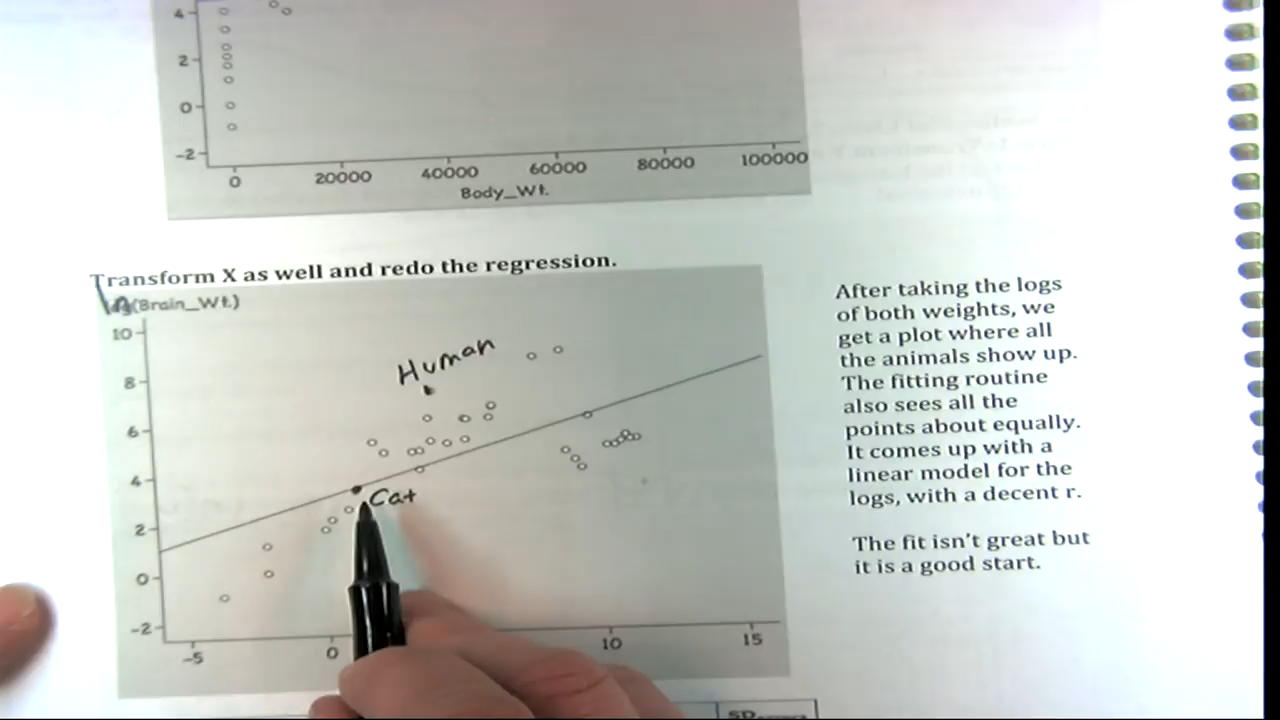 4
2
0
-2
0 20000 40000 60000 80000 100000
Body_Wt.
Transform X as well and redo the regression.
(Brain_Wt.)
10
8
6
4
2
0
-2
Human
Cat
-5 0 10 15
After taking the logs
of both weights, we
get a plot where all
the animals show up.
The fitting routine
also sees all the
points about equally.
It comes up with a
linear model for the
logs, with a decent r.
The fit isn't great but
it is a good start.